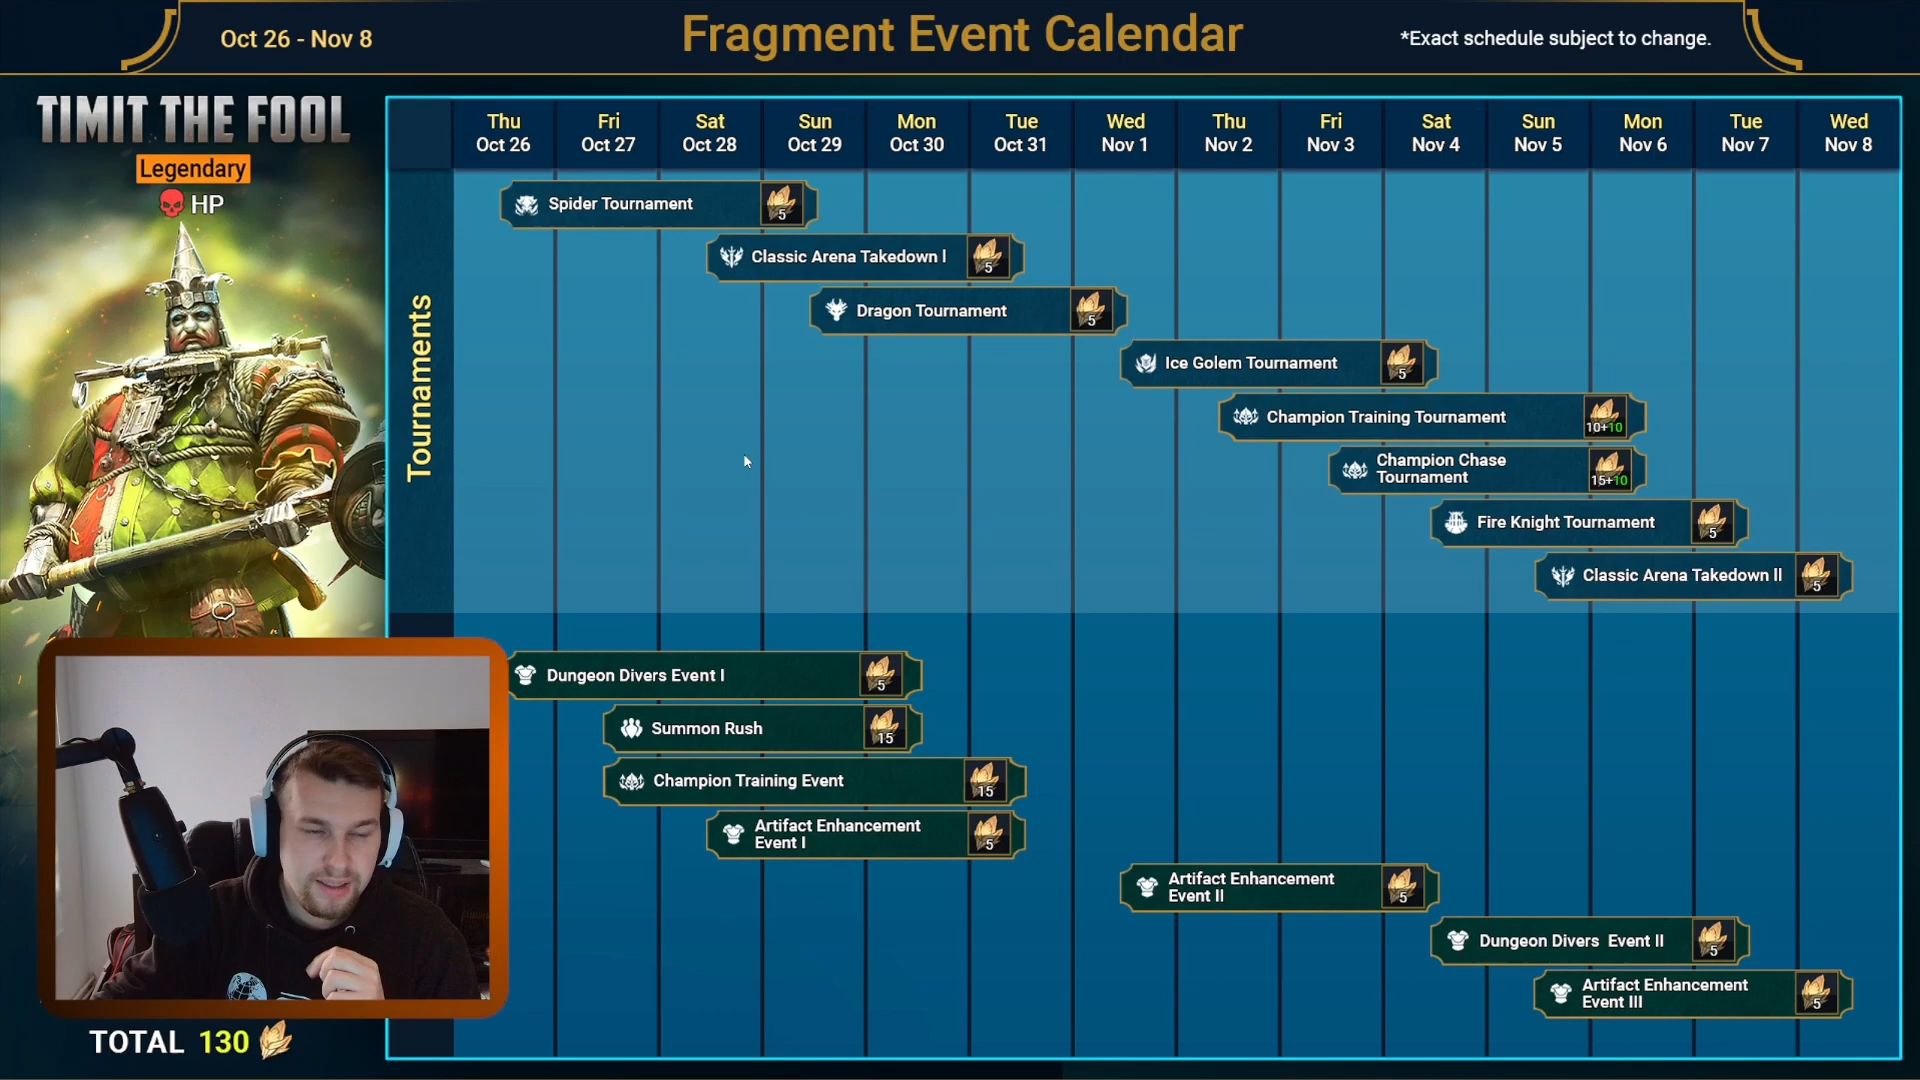 Oct 26 - Nov 8
Fragment Event Calendar
*Exact schedule subject to change.
TIMIT THE FOOL
Legendary
HP
Thu
Oct 26
Fri
Oct 27
Sat
Oct 28
Sun
Oct 29
Mon
Oct 30
Tue
Oct 31
Wed
Nov 1
Thu
Nov 2
Fri
Nov 3
Sat
Nov 4
Sun
Nov 5
Mon
Nov 6
Tue
Nov 7
Wed
Nov 8
Tournaments
Spider Tournament
5
Classic Arena Takedown I
5
Dragon Tournament
5
Ice Golem Tournament
5
Champion Training Tournament
10+10
Champion Chase
Tournament
15+10
Fire Knight Tournament
5
Classic Arena Takedown II
5
Dungeon Divers Event I
5
Summon Rush
15
Champion Training Event
15
Artifact Enhancement
Event I
5
Artifact Enhancement
Event II
5
Dungeon Divers Event II
5
Artifact Enhancement
Event III
5
TOTAL 130